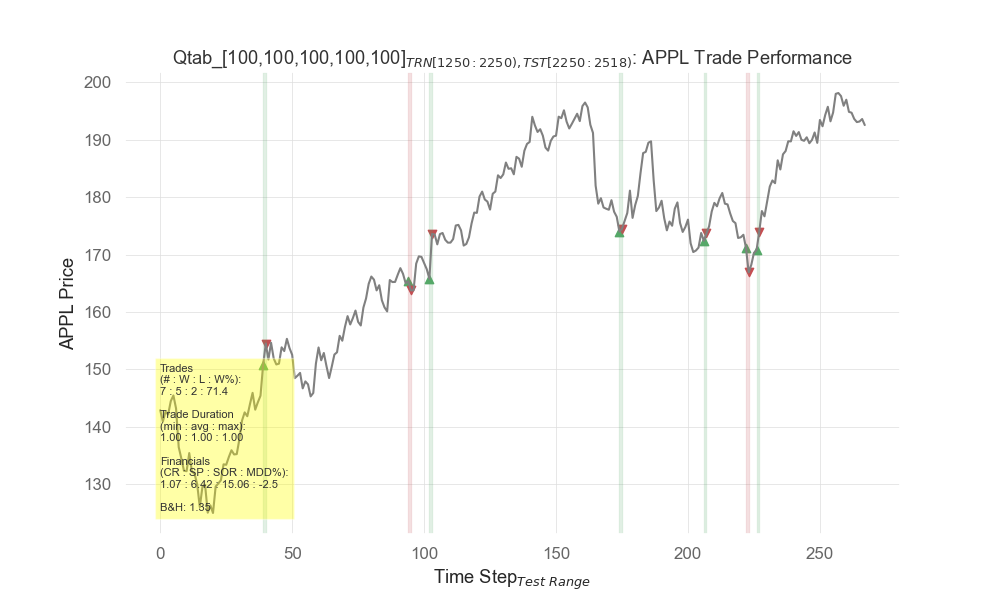 Qtab_[100,100,100,100,100]TRN[1250:2250),TST[2250:2518): APPL Trade Performance
200
190
180
170
160
150
140
130
APPL Price
Trades
(# : W : L : W%):
7 : 5 : 2 : 71.4
Trade Duration
(min : avg : max):
1.00 : 1.00 : 1.00
Financials
(CR : SP : SOR : MDD%):
1.07 : 6.42 : 15.06 : -2.5
B&H: 1.35
0 50 100 150 200 250
Time StepTest Range